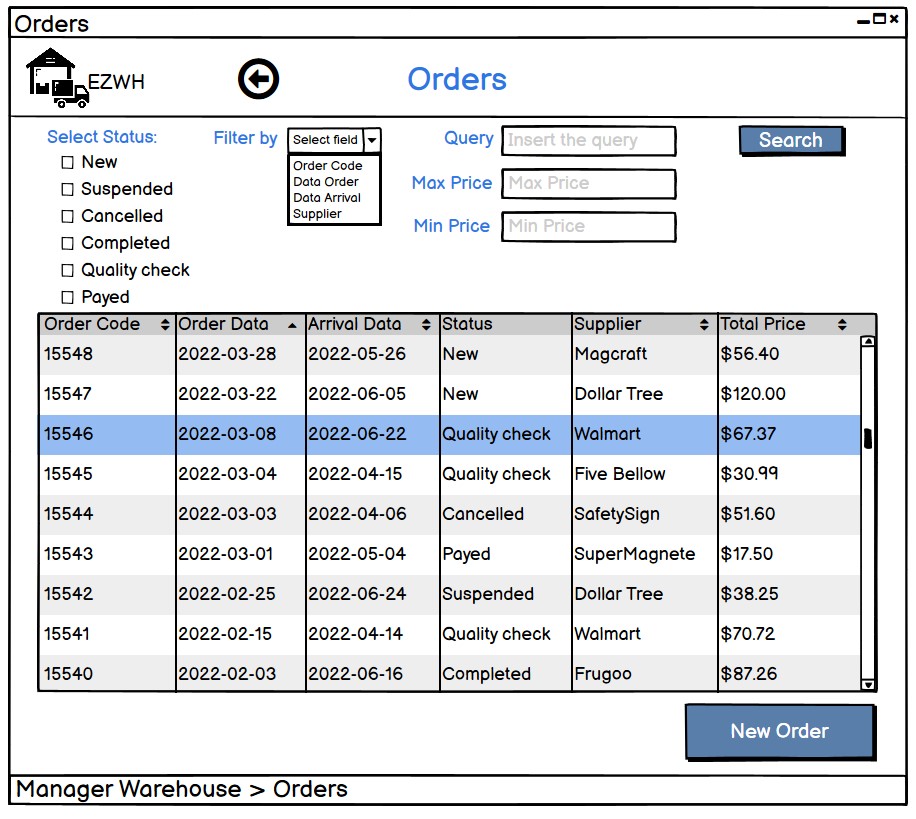 Orders
EZWH
Orders
Select Status:
New
Suspended
Cancelled
Completed
Quality check
Payed
Filter by
Select field
Order Code
Data Order
Data Arrival
Supplier
Query Insert the query
Max Price Max Price
Min Price Min Price
Search
Order Code Order Data Arrival Data Status Supplier Total Price
15548 2022-03-28 2022-05-26 New Magcraft $56.40
15547 2022-03-22 2022-06-05 New Dollar Tree $120.00
15546 2022-03-08 2022-06-22 Quality check Walmart $67.37
15545 2022-03-04 2022-04-15 Quality check Five Bellow $30.99
15544 2022-03-03 2022-04-06 Cancelled SafetySign $51.60
15543 2022-03-01 2022-05-04 Payed SuperMagnete $17.50
15542 2022-02-25 2022-06-24 Suspended Dollar Tree $38.25
15541 2022-02-15 2022-04-14 Quality check Walmart $70.72
15540 2022-02-03 2022-06-16 Completed Frugoo $87.26
New Order
Manager Warehouse > Orders